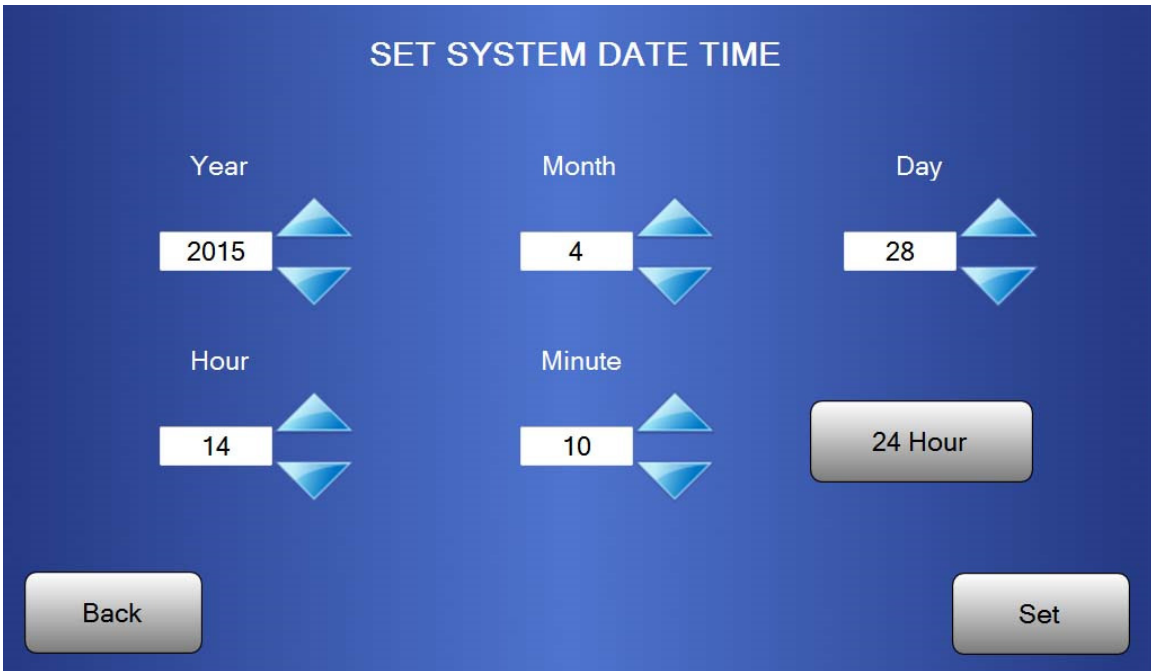 SET SYSTEM DATE TIME
Year Month Day
2015 4 28
Hour Minute
14 10 24 Hour
Back Set